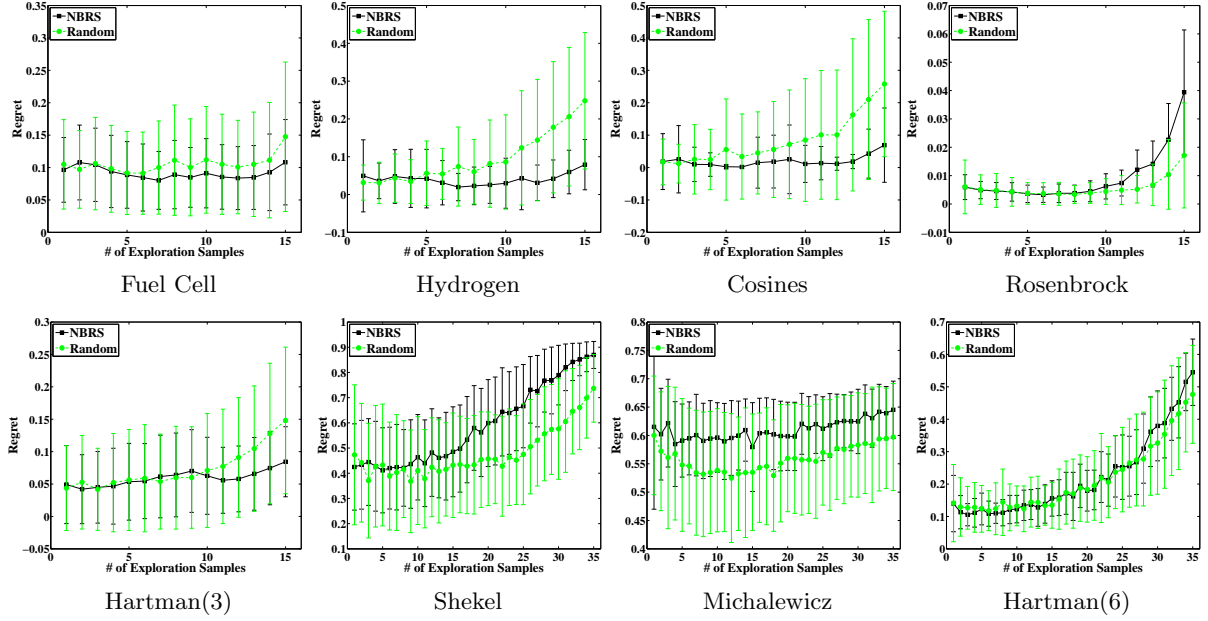 0.35
0.3
0.25
0.2
0.15
0.1
0.05
0
0 5 10 15
Regret
# of Exploration Samples
NBRS
Random
Fuel Cell
0.5
0.4
0.3
0.2
0.1
0
−0.1
0 5 10 15
Regret
# of Exploration Samples
NBRS
Random
Hydrogen
0.5
0.4
0.3
0.2
0.1
0
−0.1
−0.2
0 5 10 15
Regret
# of Exploration Samples
NBRS
Random
Cosines
0.07
0.06
0.05
0.04
0.03
0.02
0.01
0
−0.01
0 5 10 15
Regret
# of Exploration Samples
NBRS
Random
Rosenbrock
0.3
0.25
0.2
0.15
0.1
0.05
0
−0.05
0 5 10 15
Regret
# of Exploration Samples
NBRS
Random
Hartman(3)
1
0.9
0.8
0.7
0.6
0.5
0.4
0.3
0.2
0.1
0 5 10 15 20 25 30 35
Regret
# of Exploration Samples
NBRS
Random
Shekel
0.8
0.75
0.7
0.65
0.6
0.55
0.5
0.45
0.4
0 5 10 15 20 25 30 35
Regret
# of Exploration Samples
NBRS
Random
Michalewicz
0.7
0.6
0.5
0.4
0.3
0.2
0.1
0
0 5 10 15 20 25 30 35
Regret
# of Exploration Samples
NBRS
Random
Hartman(6)